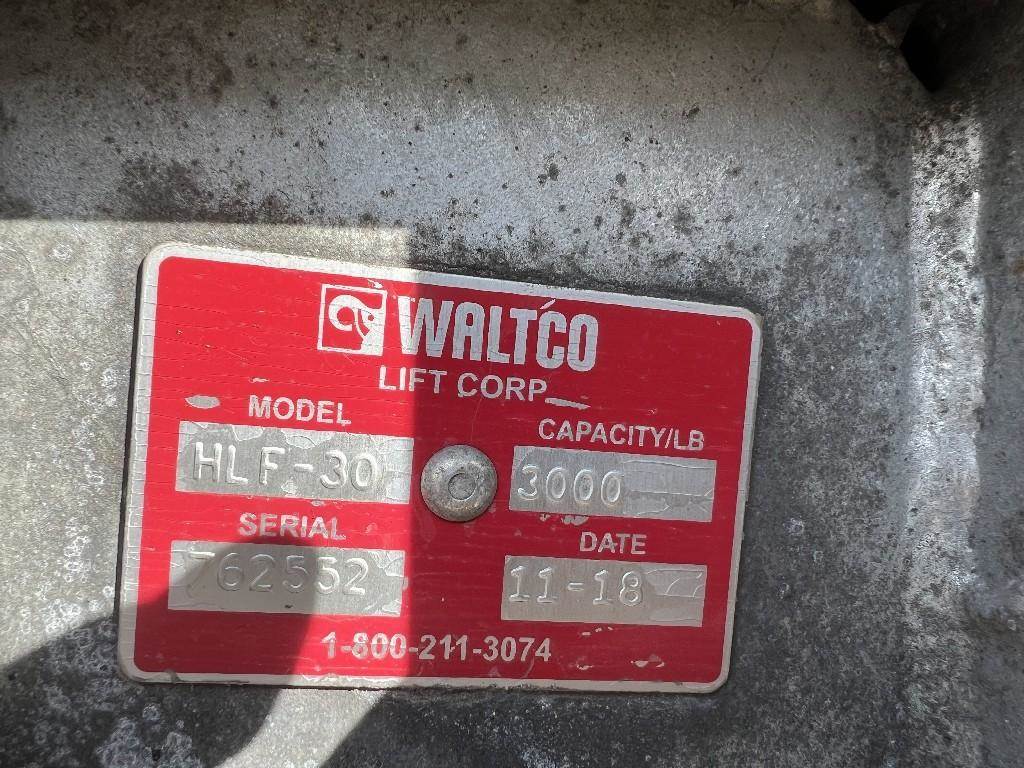 WALTCO
LIFT CORP
MODEL
CAPACITY/LB
HLF-30
3000
SERIAL
DATE
762552
11-18
1-800-211-3074